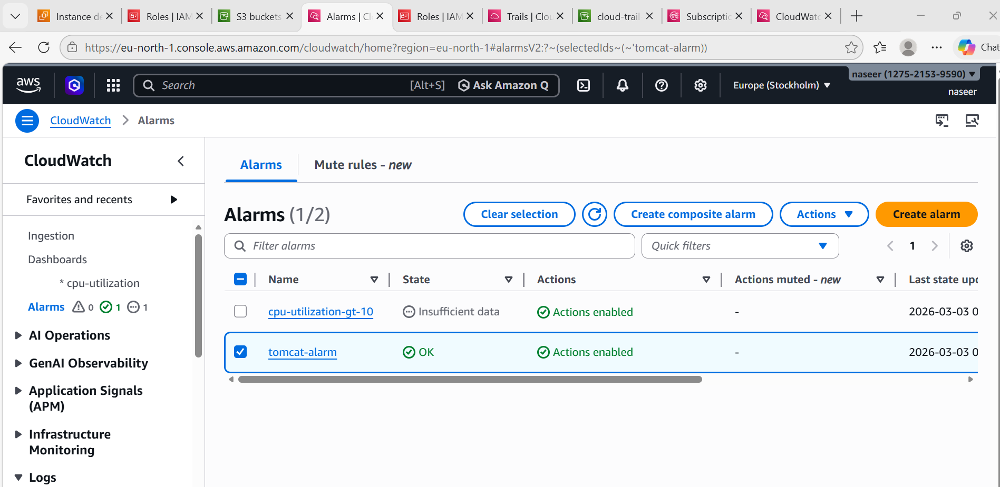 Instance de
Roles | IAM
S3 buckets
Alarms | Clo
Roles | IAM
Trails | Clou
cloud-trail-
Subscriptic
CloudWatc
https://eu-north-1.console.aws.amazon.com/cloudwatch/home?region=eu-north-1#alarmsV2:?~(selectedIds~(~'tomcat-alarm))
Chat
aws
Search
[Alt+S]
Ask Amazon Q
Europe (Stockholm)
naseer (1275-2153-9590)
naseer
CloudWatch
Alarms
CloudWatch
Favorites and recents
Ingestion
Dashboards
* cpu-utilization
Alarms 0 1 1
AI Operations
GenAI Observability
Application Signals
(APM)
Infrastructure
Monitoring
Logs
Alarms
Mute rules - new
Alarms (1/2)
Clear selection
Create composite alarm
Actions
Create alarm
Filter alarms
Quick filters
1
Name
State
Actions
Actions muted - new
Last state upd
cpu-utilization-gt-10
Insufficient data
Actions enabled
-
2026-03-03 0
tomcat-alarm
OK
Actions enabled
-
2026-03-03 0